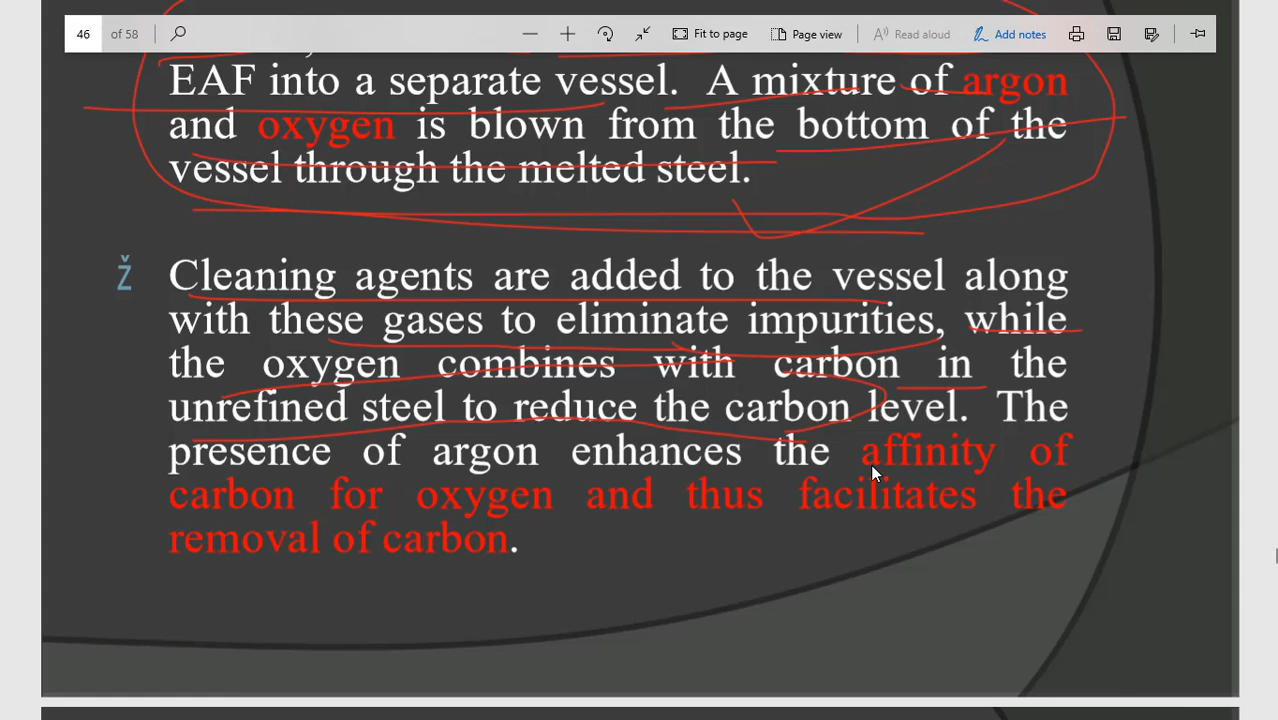 46 of 58 Fit to page Page view Read aloud Add notes
EAF into a separate vessel. A mixture of argon
and oxygen is blown from the bottom of the
vessel through the melted steel.
Ž Cleaning agents are added to the vessel along
with these gases to eliminate impurities, while
the oxygen combines with carbon in the
unrefined steel to reduce the carbon level. The
presence of argon enhances the affinity of
carbon for oxygen and thus facilitates the
removal of carbon.